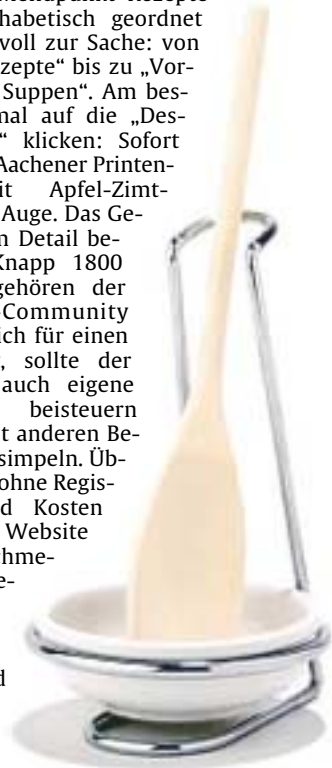 habetisch geordnet
voll zur Sache: von
zepte“ bis zu „Vor-
Suppen“. Am bes-
mal auf die „Des-
“ klicken: Sofort
Aachener Printen-
it Apfel-Zimt-
Auge. Das Ge-
m Detail be-
Knapp 1800
gehören der
-Community
ich für einen
, sollte der
auch eigene
beisteuern
t anderen Be-
simpeln. Üb-
ohne Regis-
d Kosten
Website
hme-
e-
d